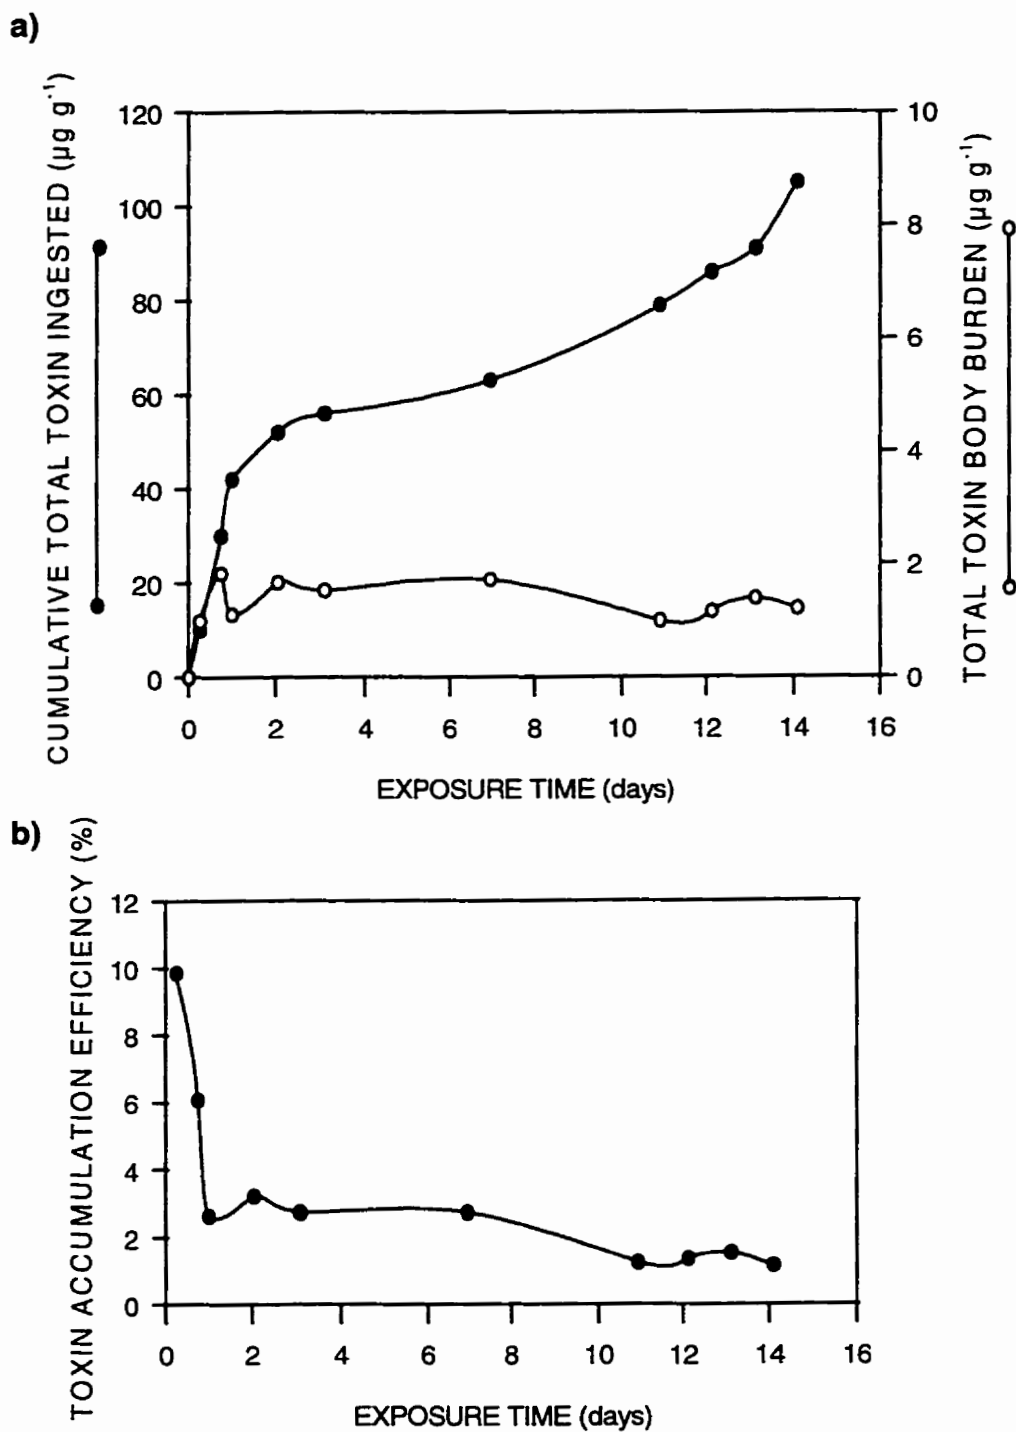 a)
CUMULATIVE TOTAL TOXIN INGESTED (µg g⁻¹)
120
100
80
60
40
20
0
10
8
6
4
2
0
TOTAL TOXIN BODY BURDEN (µg g⁻¹)
0 2 4 6 8 10 12 14 16
EXPOSURE TIME (days)
b)
TOXIN ACCUMULATION EFFICIENCY (%)
12
10
8
6
4
2
0
0 2 4 6 8 10 12 14 16
EXPOSURE TIME (days)